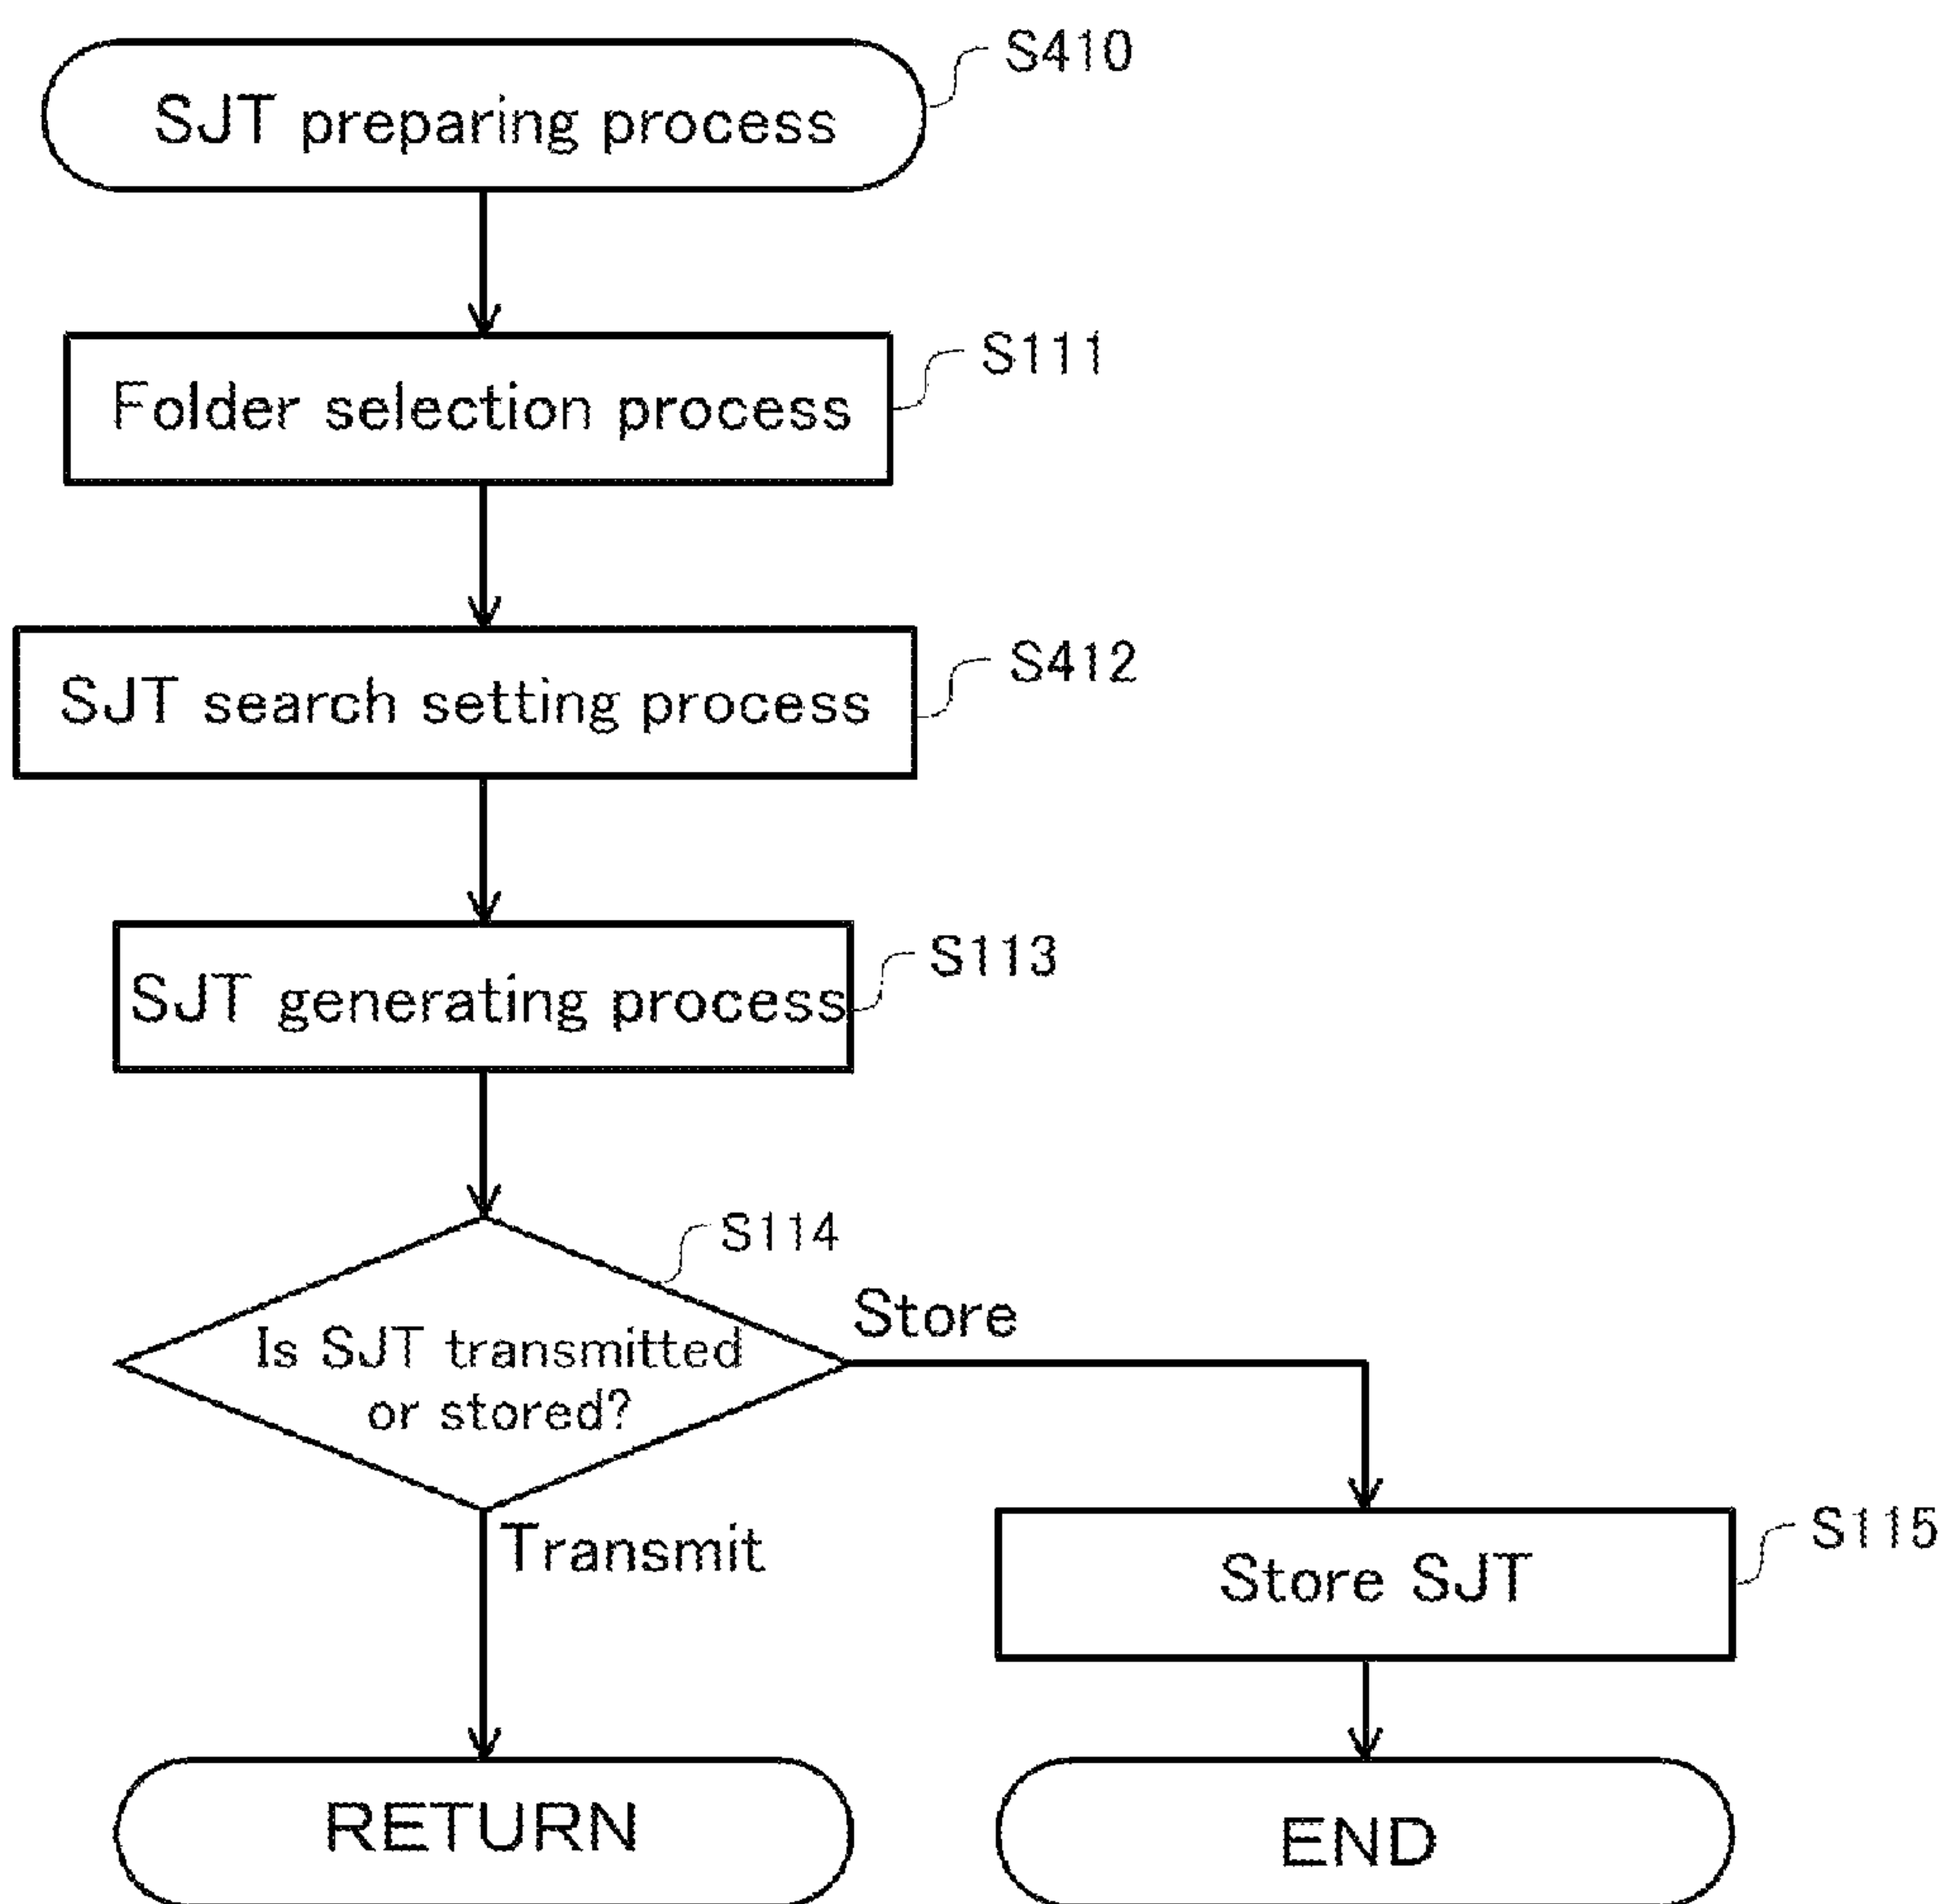 S410
SJT preparing process
S111
Folder selection process
S412
SJT search setting process
S113
SJT generating process
S114
Store
Is SJT transmitted
or stored?
Transmit
S115
Store SJT
RETURN
END